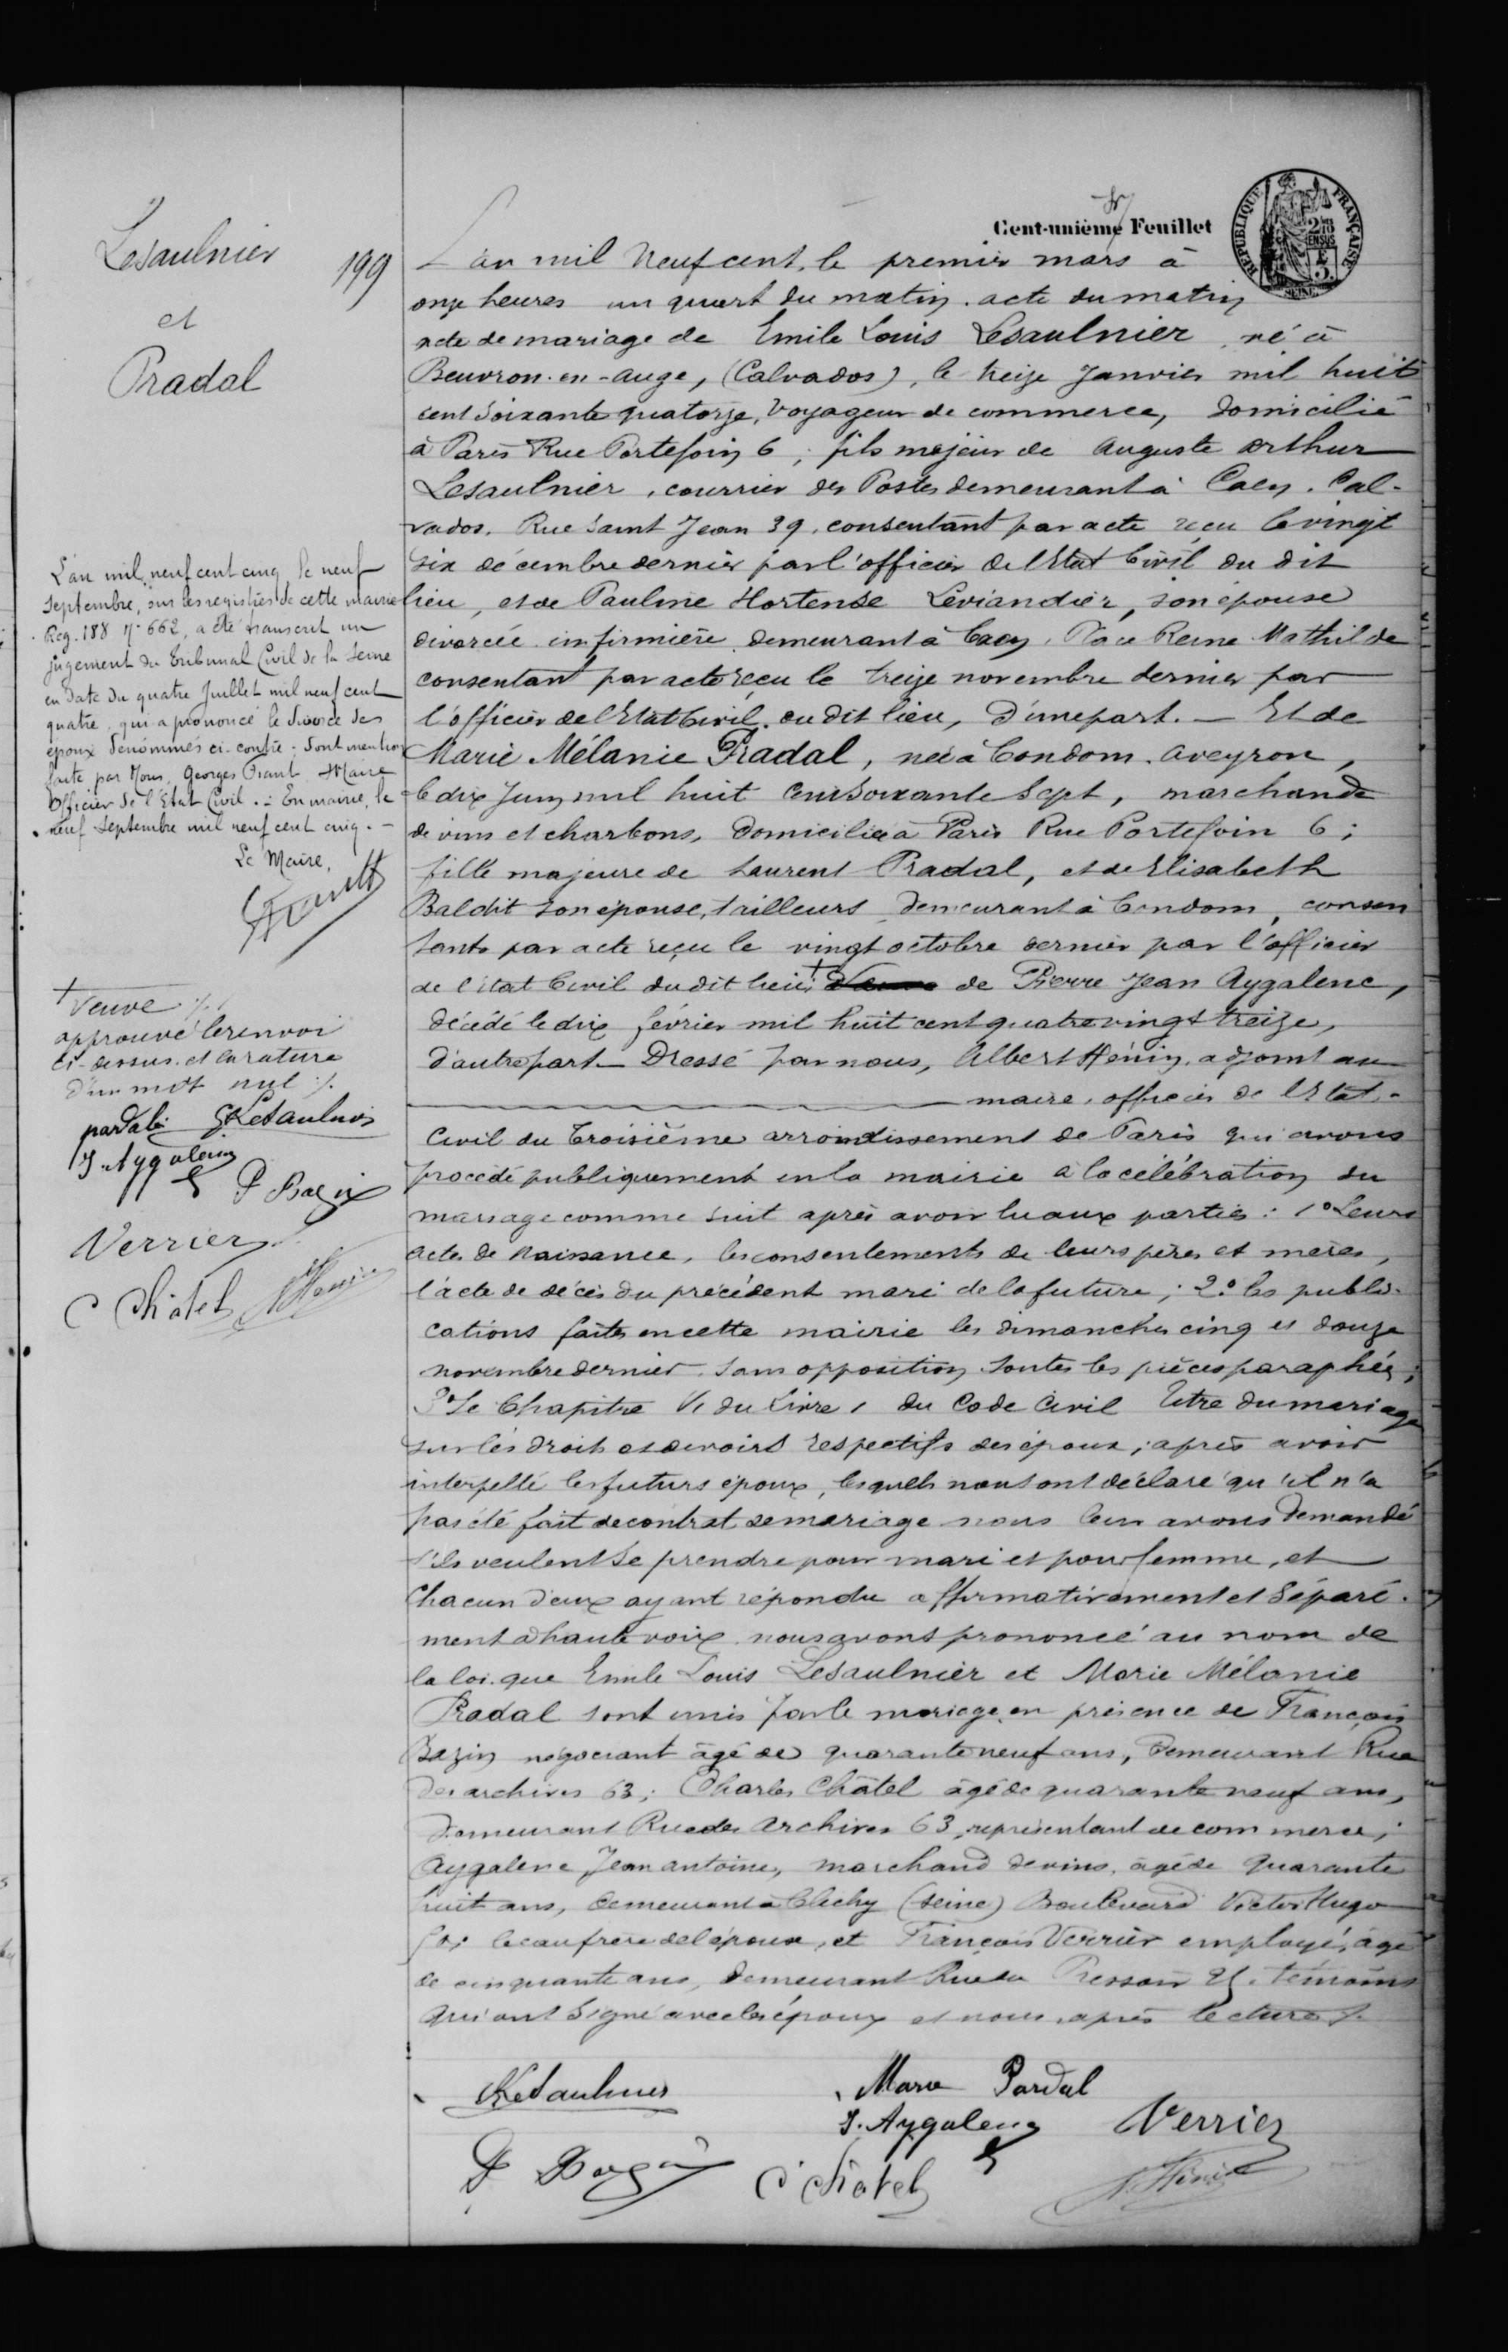 Cent-unième Feuillet
RÉPUBLIQUE FRANÇAISE
SEINE
Lesaulnier
et
Pradal
199
L'an mil neuf cent, le premier mars à
onze heures un quart du matin. acte du matin
acte de mariage de Emile Louis Lesaulnier, né à
Beuvron-en-Auge, (Calvados), le treize Janvier mil huit
cent soixante quatorze, voyageur de commerce, domicilié
à Paris Rue Portefoin 6; fils majeur de Auguste Arthur
Lesaulnier, courrier des Postes demeurant à Caen. Cal-
vados. Rue Saint Jean 39. consentant par acte reçu le vingt
six décembre dernier par l'officier de l'Etat Civil du dit
lieu, et de Pauline Hortense Leviandier, son épouse
divorcée infirmière demeurant à Caen, Place Reine Mathilde
consentant par acte reçu le treize novembre dernier par
l'officier de l'Etat Civil du dit lieu, d'une part. — Et de
Marie Mélanie Pradal, née à Condom. Aveyron,
le dix Juin mil huit cent soixante sept, marchande
de vins et charbons, domiciliée à Paris Rue Portefoin 6;
fille majeure de Laurent Pradal, et de Elisabeth
Baldit son épouse, tailleurs demeurant à Condom, consen
tants par acte reçu le vingt octobre dernier par l'officier
de l'état Civil du dit lieu; + de Pierre Jean Aygalenc,
décédé le dix février mil huit cent quatre vingt treize,
d'autre part. — Dressé par nous, Albert Hénin, adjoint au
maire, officier de l'Etat-
Civil du troisième arrondissement de Paris qui avons
procédé publiquement en la mairie à la célébration du
mariage comme suit après avoir lu aux parties: 1° Leurs
actes de naissance, les consentements de leurs pères et mères,
l'acte de décès du précédent mari de la future; 2° les publi-
cations faites en cette mairie les dimanches cinq et douze
novembre dernier sans opposition, toutes les pièces paraphées;
3° Le Chapitre VI du Livre 1 du Code Civil titre du mariage
sur les droits et devoirs respectifs des époux; après avoir
interpellé les futurs époux, lesquels nous ont déclaré qu'il n'a
pas été fait de contrat de mariage nous leur avons demandé
s'ils veulent se prendre pour mari et pour femme, et
chacun d'eux ayant répondu affirmativement et séparé-
ment à haute voix nous avons prononcé au nom de
la loi que Emile Louis Lesaulnier et Marie Mélanie
Pradal sont unis par le mariage, en présence de François
Bazin négociant âgé de quarante neuf ans, demeurant Rue
des archives 63; Charles Châtel âgé de quarante neuf ans,
demeurant Rue des Archives 63, représentant de commerce;
Aygalenc Jean Antoine, marchand de vins, âgé de quarante
huit ans, demeurant à Clichy (Seine) Boulevard Victor Hugo
beau frère de l'épouse, et François Verrier employé, âgé
de cinquante ans, demeurant Rue du Pressoir 25. témoins
qui ont signé avec les époux et nous après lecture ./.
Lesaulnier
Marie Pardal
J. Aygalenc
Verrier
F Bazin
C Châtel
A Hénin
L'an mil neuf cent cinq, le neuf
Septembre, sur les registres de cette mairie
Reg. 188 N° 662, a été transcrit un
jugement du Tribunal Civil de la Seine
en date du quatre Juillet mil neuf cent
quatre, qui a prononcé le divorce des
époux dénommés ci-contre; dont mention
faite par Nous, Georges Maire
Officier de l'Etat Civil. — En mairie, le
neuf Septembre mil neuf cent cinq. —
Le Maire,
+ Veuve ./.
approuvé le renvoi
ci-dessus et la rature
d'un mot nul ./.
pardal Lesaulnier
J. Aygalenc
F Bazin
Verrier
C Châtel A Hénin